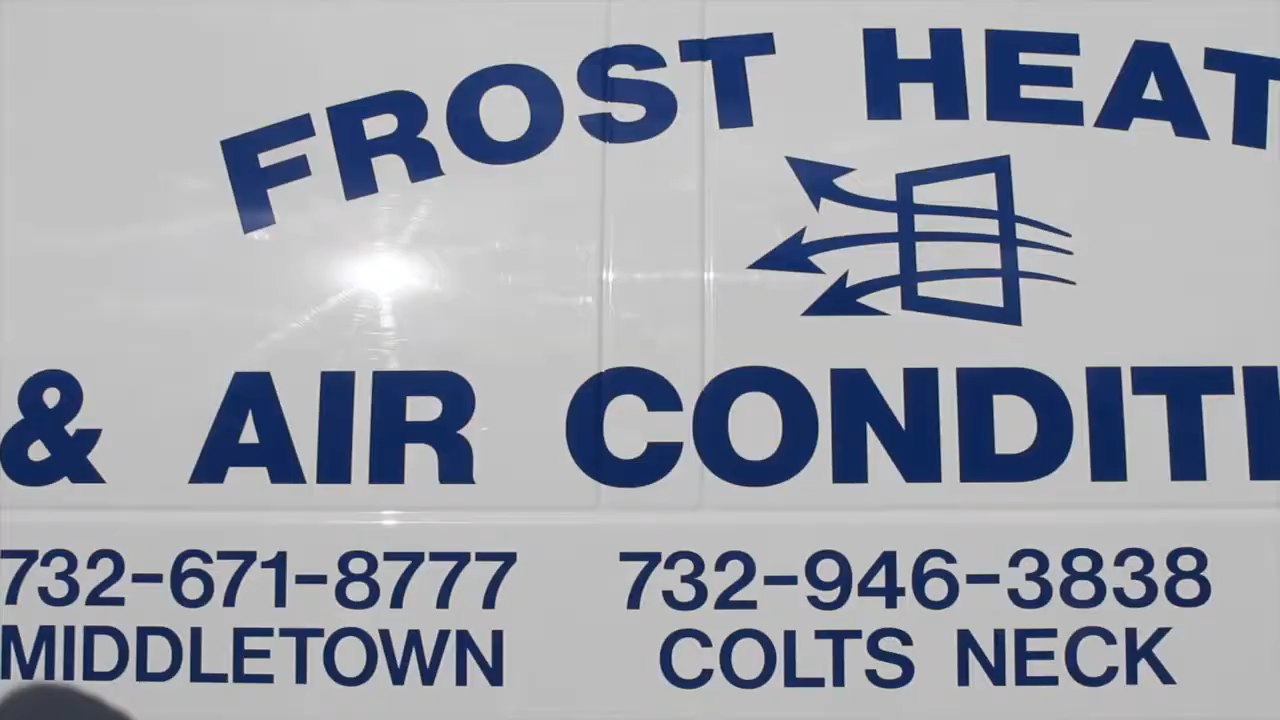 FROST HEAT
& AIR CONDITI
732-671-8777 732-946-3838
MIDDLETOWN COLTS NECK